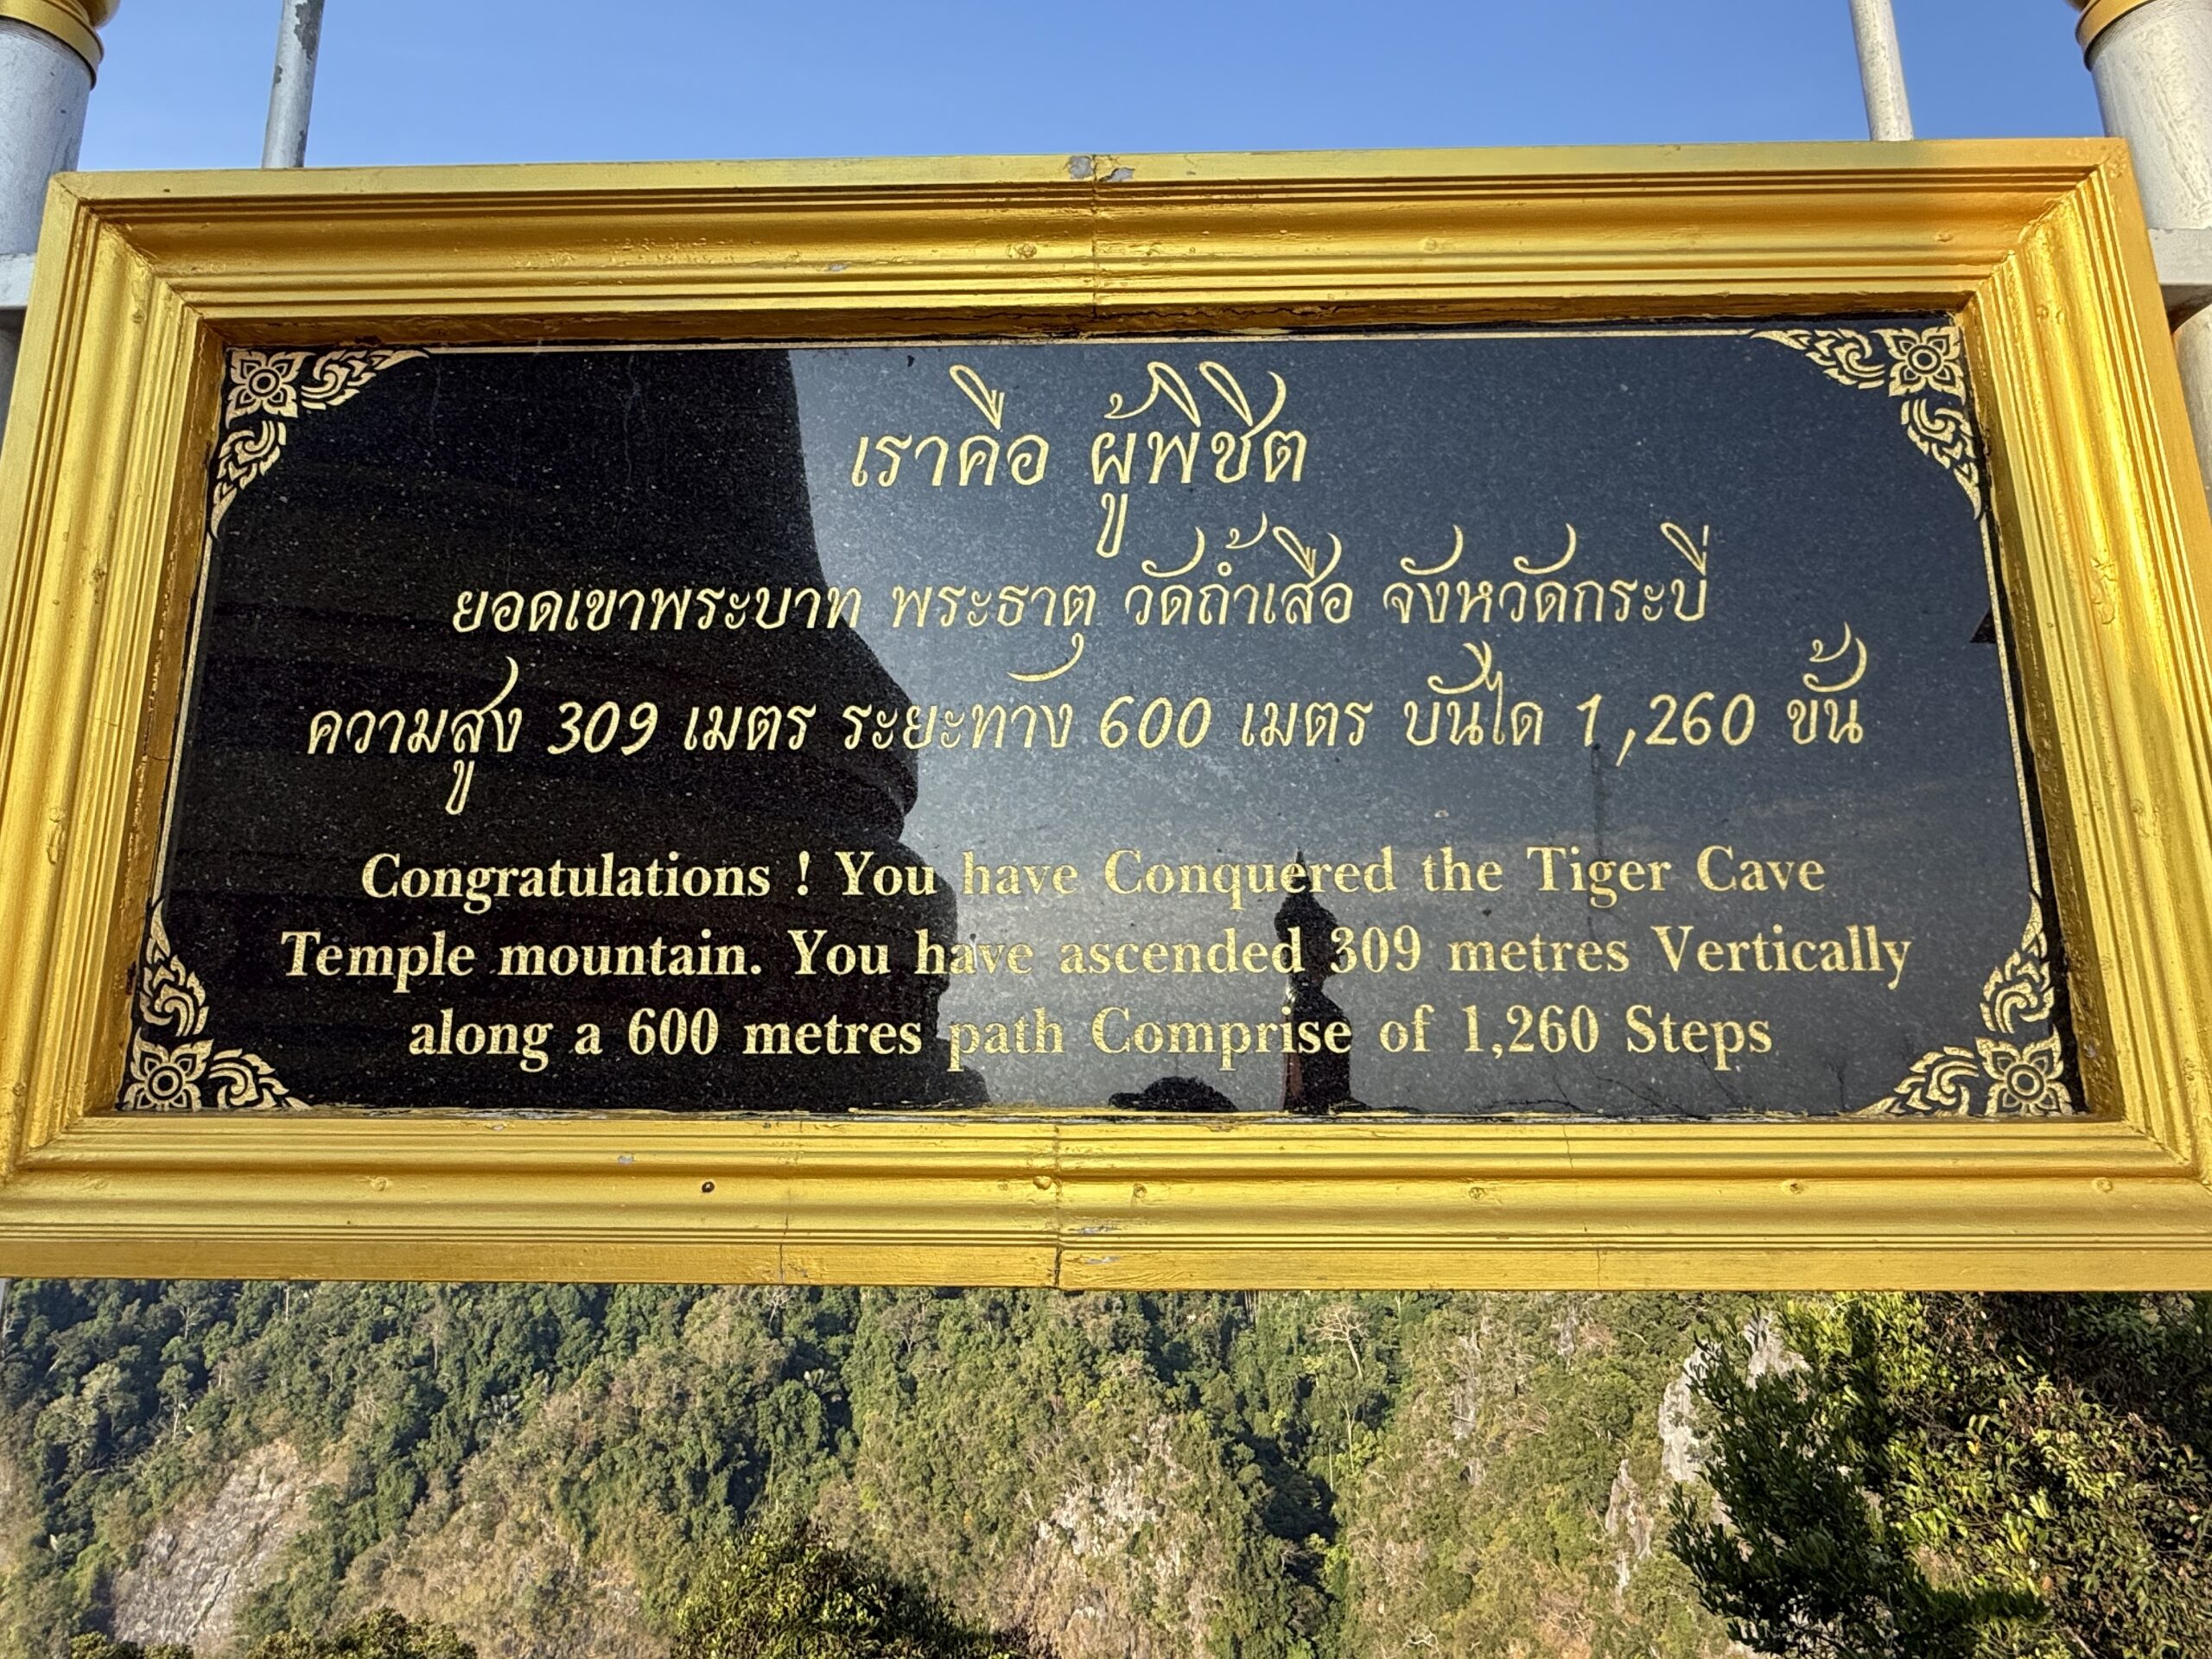 เราคือ ผู้พิชิต
ยอดเขาพระบาท พระธาตุ วัดถ้ำเสือ จังหวัดกระบี่
ความสูง 309 เมตร ระยะทาง 600 เมตร บันได 1,260 ขั้น
Congratulations ! You have Conquered the Tiger Cave
Temple mountain. You have ascended 309 metres Vertically
along a 600 metres path Comprise of 1,260 Steps